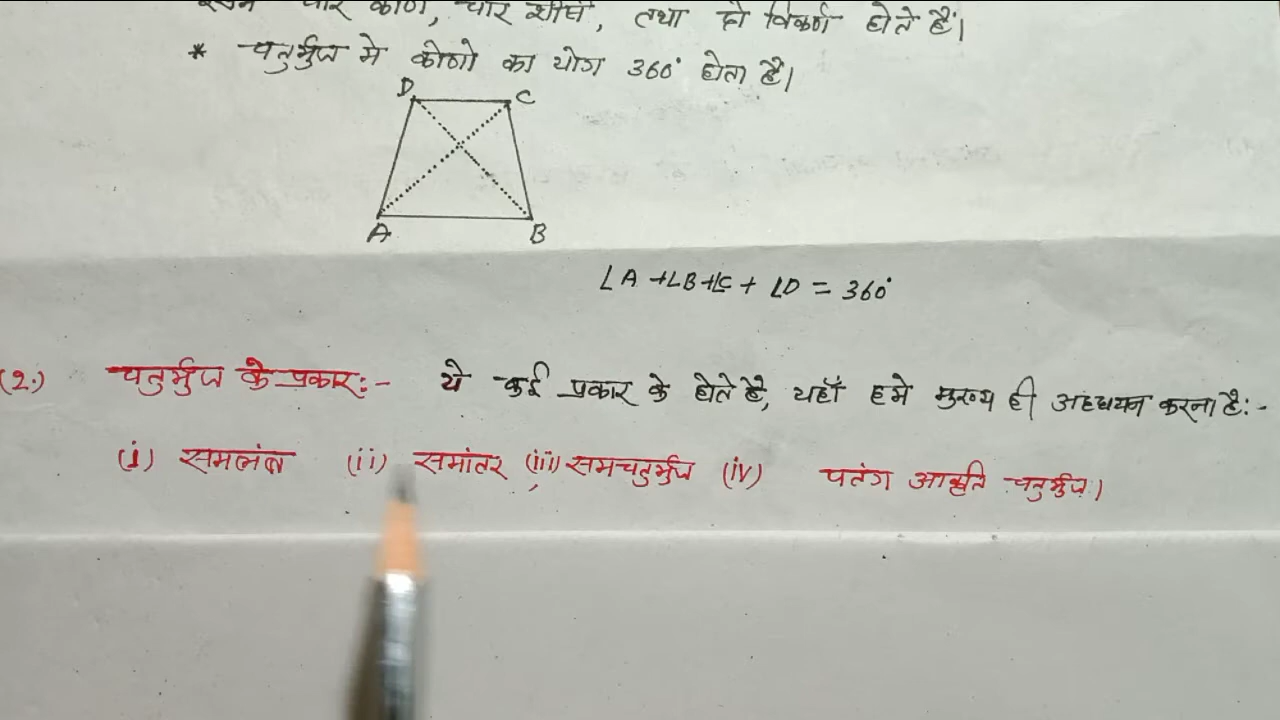 चार कोण, चार शीर्ष, तथा दो विकर्ण होते हैं।
* चतुर्भुज मे कोणो का योग 360° होता है।
D C
A B
∠A +∠B+∠C + ∠D = 360°
(2.) चतुर्भुज के प्रकार:- ये कई प्रकार के होते है, यहाँ हमे मुख्य ही अध्ययन करना है:-
(i) समलंब (ii) समांतर (iii) समचतुर्भुज (iv) पतंग आकृति चतुर्भुज।